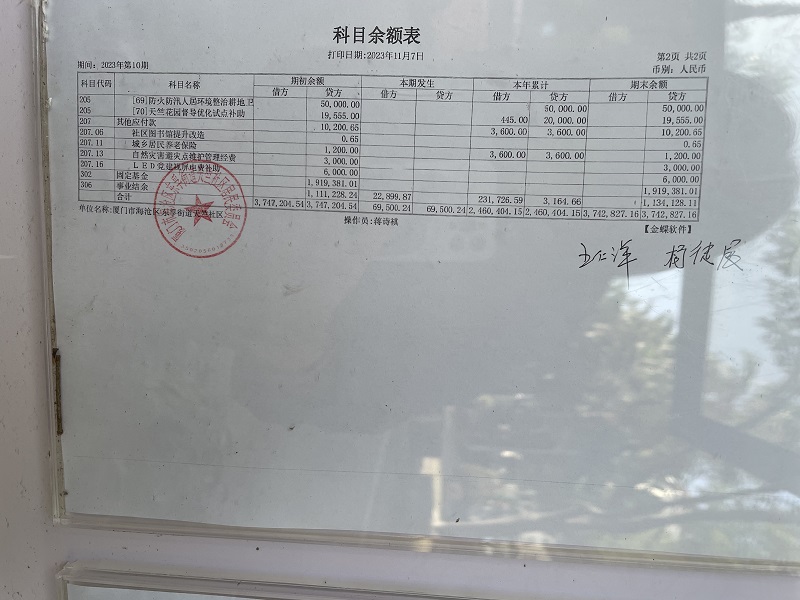 科目余额表
打印日期:2023年11月7日
第2页 共2页
期间: 2023年第10期
币别: 人民币
科目代码 科目名称 期初余额 本期发生 本年累计 期末余额
借方 贷方 借方 贷方 借方 贷方 借方 贷方
205 [69]防火防汛人居环境整治耕地卫 50,000.00 50,000.00 50,000.00
205 [70]天竺花园督导优化试点补助 19,555.00 445.00 20,000.00 19,555.00
207 其他应付款 10,200.65 3,600.00 3,600.00 10,200.65
207.06 社区图书馆提升改造 0.65 0.65
207.11 城乡居民养老保险 1,200.00 3,600.00 3,600.00 1,200.00
207.13 自然灾害避灾点维护管理经费 3,000.00 3,000.00
207.16 LED党建视屏电费补助 6,000.00 6,000.00
302 固定基金 1,919,381.01 1,919,381.01
306 事业结余 1,111,228.24 22,899.87 231,726.59 3,164.66 1,134,128.11
合计 3,747,204.54 3,747,204.54 69,500.24 69,500.24 2,460,404.15 2,460,404.15 3,742,827.16 3,742,827.16
单位名称:厦门市海沧区东孚街道天竺社区
操作员:蒋诗祺
【金蝶软件】